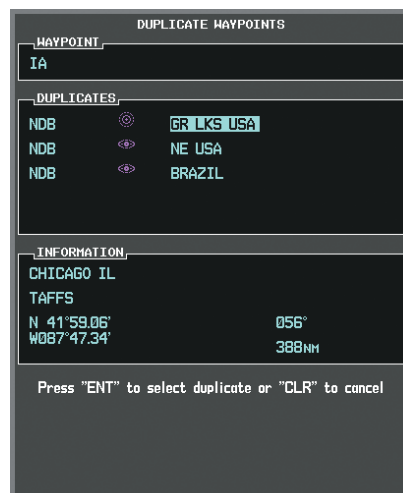 DUPLICATE WAYPOINTS
WAYPOINT
IA
DUPLICATES
NDB GR LKS USA
NDB NE USA
NDB BRAZIL
INFORMATION
CHICAGO IL
TAFFS
N 41°59.06' 056°
W087°47.34'
388NM
Press "ENT" to select duplicate or "CLR" to cancel